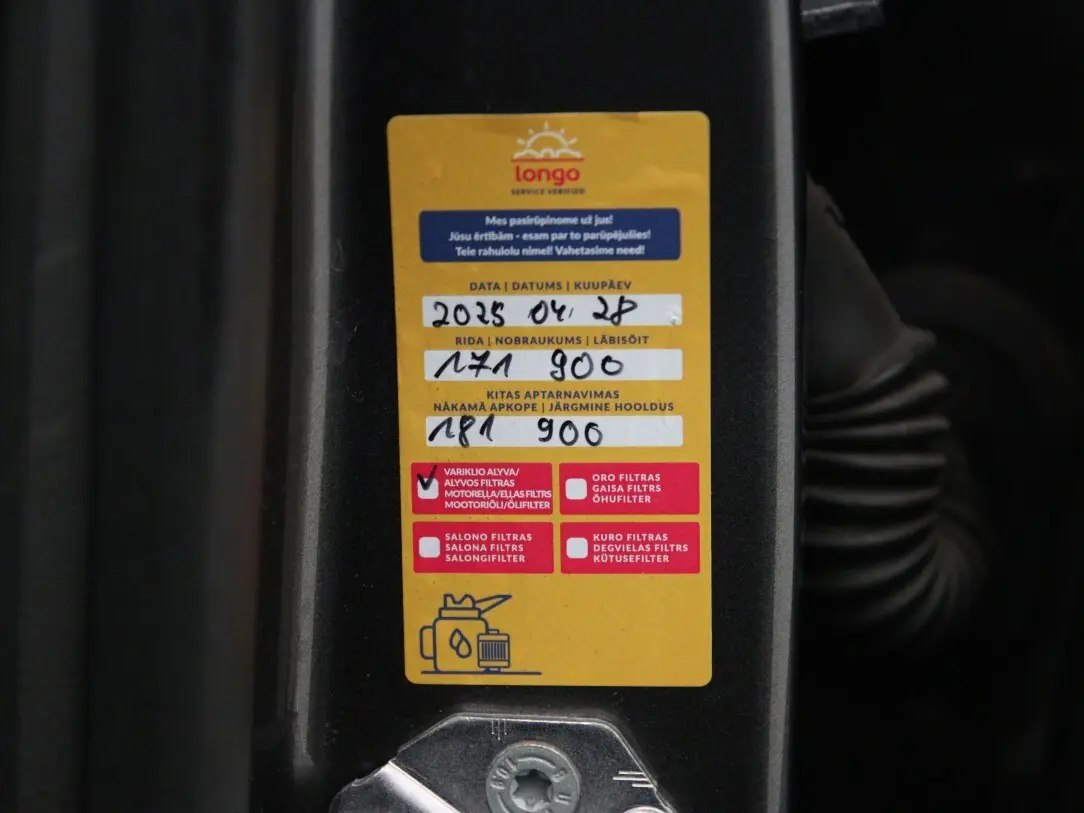 longo
SERVICE VERIFIED
Mes pasirūpinome už jus!
Jūsu ērtībām - esam par to parūpējušies!
Teie rahulolu nimel! Vahetasime need!
DATA | DATUMS | KUUPÄEV
2025 04. 28
RIDA | NOBRAUKUMS | LÄBISÕIT
171 900
KITAS APTARNAVIMAS
NĀKAMĀ APKOPE | JÄRGMINE HOOLDUS
181 900
VARIKLIO ALYVA/
ALYVOS FILTRAS
MOTOREĻĻA/EĻĻAS FILTRS
MOOTORIÕLI/ÕLIFILTER
ORO FILTRAS
GAISA FILTRS
ÕHUFILTER
SALONO FILTRAS
SALONA FILTRS
SALONGIFILTER
KURO FILTRAS
DEGVIELAS FILTRS
KÜTUSEFILTER